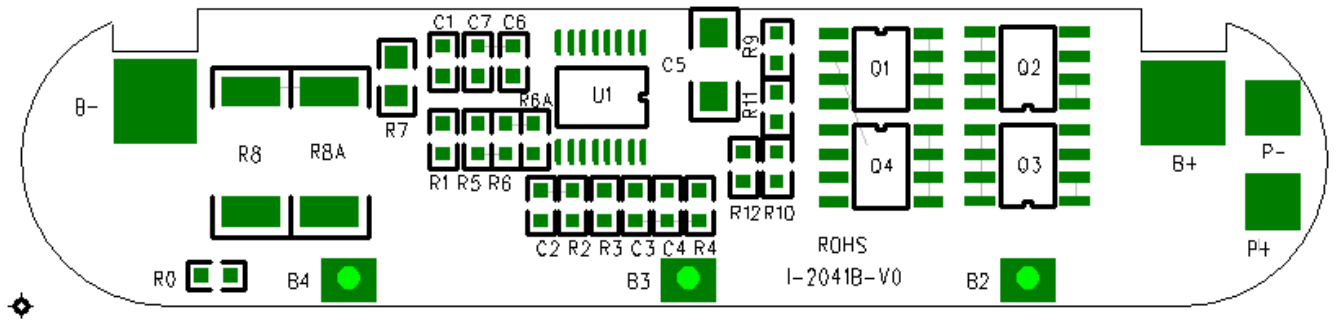 C1 C7 C6
R9
C5
Q1 Q2
B-
R6A
U1
R11
R7
R8 R8A
Q4 Q3
B+
P-
R1 R5 R6
R12 R10
C2 R2 R3 C3 C4 R4
ROHS
P+
R0 B4 B3 I-2041B-V0 B2